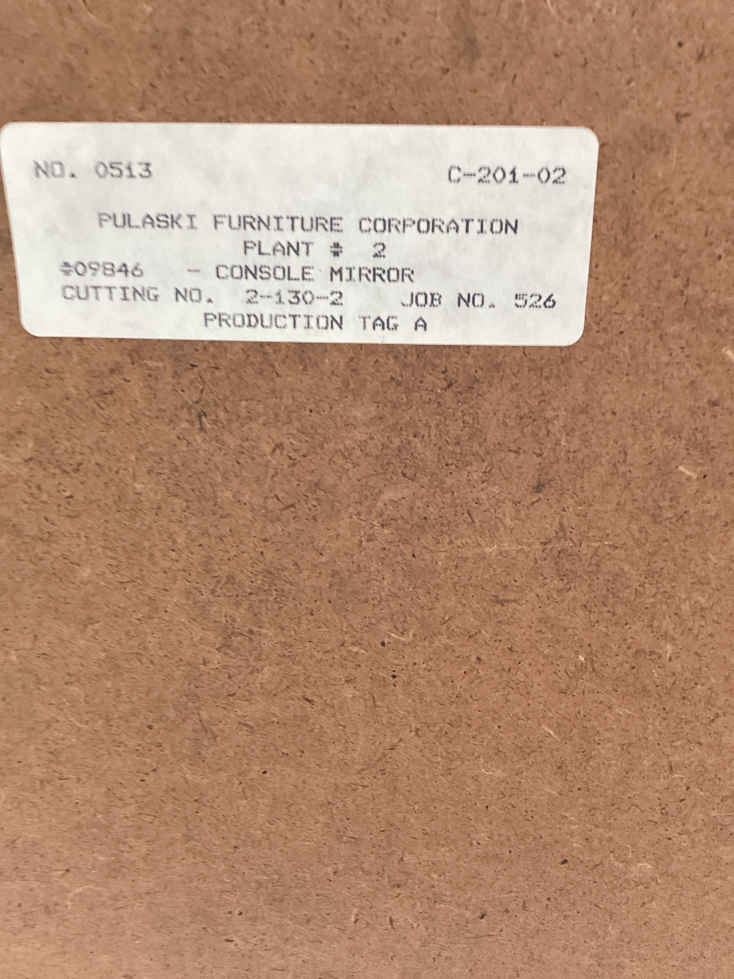 NO. 0513 C-201-02
PULASKI FURNITURE CORPORATION
PLANT # 2
#09846 - CONSOLE MIRROR
CUTTING NO. 2-130-2 JOB NO. 526
PRODUCTION TAG A